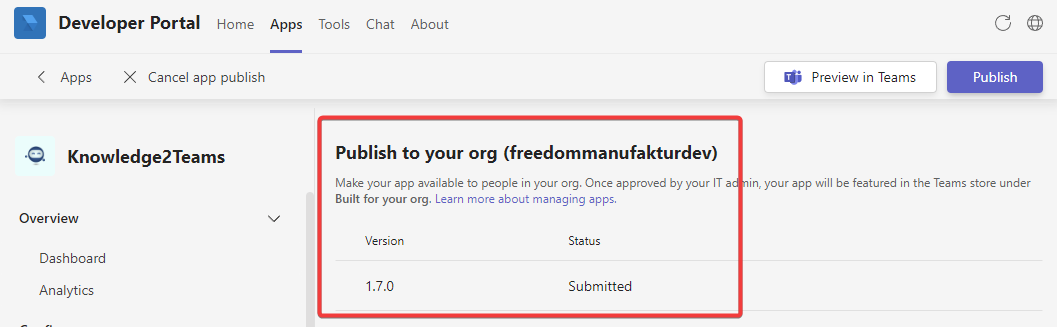 Developer Portal Home Apps Tools Chat About
Apps Cancel app publish Preview in Teams Publish
Knowledge2Teams
Overview
Dashboard
Analytics
Publish to your org (freedommanufakturdev)
Make your app available to people in your org. Once approved by your IT admin, your app will be featured in the Teams store under
Built for your org. Learn more about managing apps.
Version Status
1.7.0 Submitted